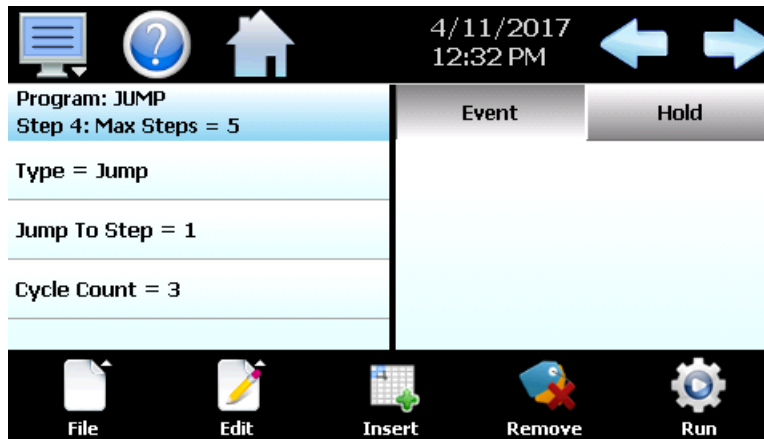 4/11/2017
12:32 PM
Program: JUMP
Step 4: Max Steps = 5
Event
Hold
Type = Jump
Jump To Step = 1
Cycle Count = 3
File
Edit
Insert
Remove
Run